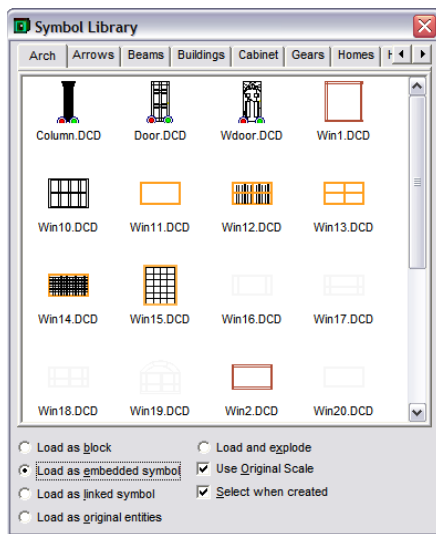 Symbol Library
Arch Arrows Beams Buildings Cabinet Gears Homes
Column.DCD Door.DCD Wdoor.DCD Win1.DCD
Win10.DCD Win11.DCD Win12.DCD Win13.DCD
Win14.DCD Win15.DCD Win16.DCD Win17.DCD
Win18.DCD Win19.DCD Win2.DCD Win20.DCD
Load as block Load and explode
Load as embedded symbol Use Original Scale
Load as linked symbol Select when created
Load as original entities